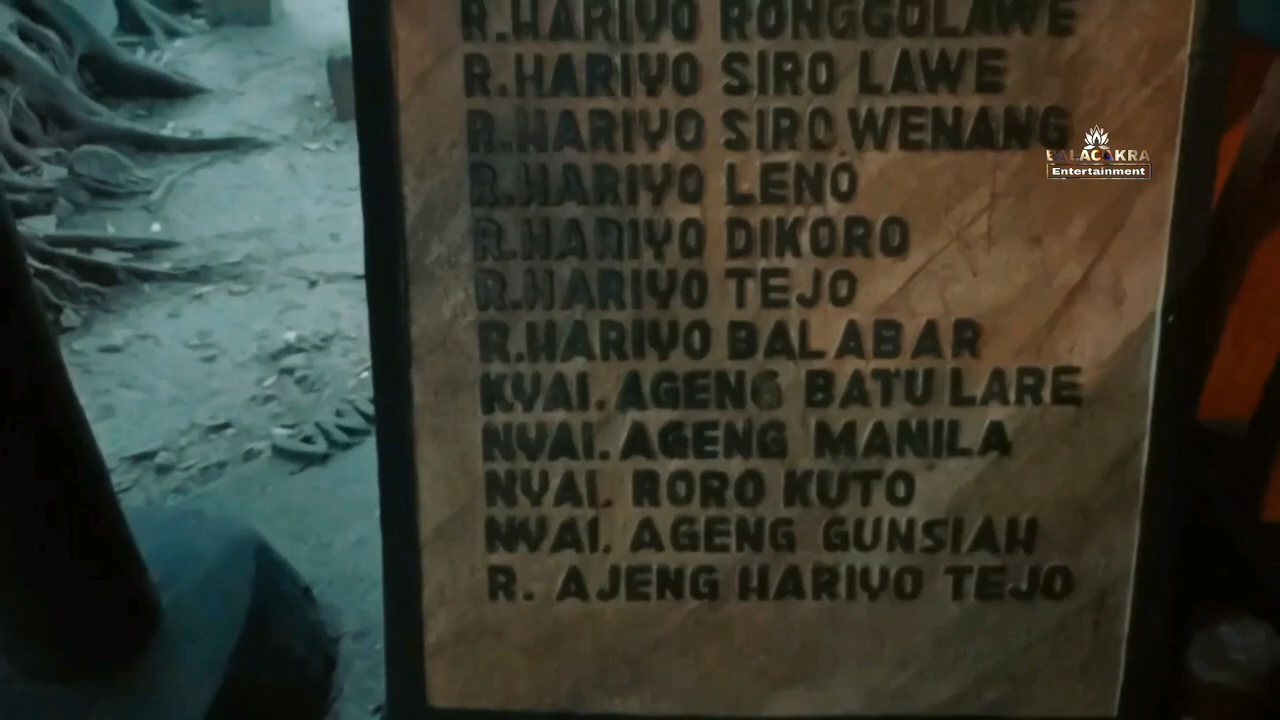 R.HARIYO RONGGOLAWE
R.HARIYO SIRO LAWE
R.HARIYO SIRO WENANG
R.HARIYO LENO
R.HARIYO DIKORO
R.HARIYO TEJO
R.HARIYO BALABAR
KYAI. AGENG BATU LARE
NYAI. AGENG MANILA
NYAI. RORO KUTO
NYAI. AGENG GUNSIAH
R. AJENG HARIYO TEJO
BALACAKRA
Entertainment